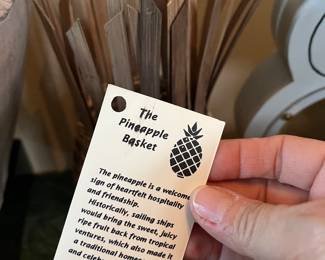 The
Pineapple
Basket
The pineapple is a welcome
sign of heartfelt hospitality
and friendship.
Historically, sailing ships
would bring the sweet, juicy
ripe fruit back from tropical
ventures, which also made it
a traditional
and